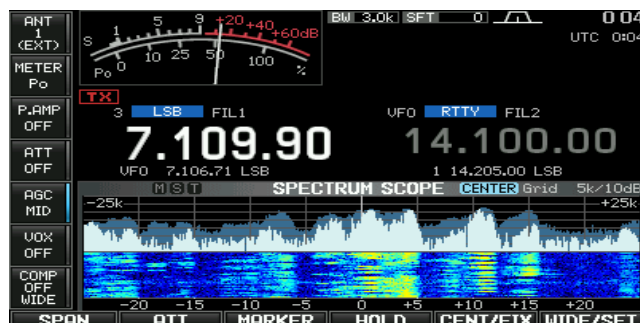 ANT
1
(EXT)
METER
Po
P.AMP
OFF
ATT
OFF
AGC
MID
VOX
OFF
COMP
OFF
WIDE
S 1 5 9 +20 +40 +60dB
Po 0 10 25 50 100 %
BW 3.0k SFT 0
0 04
UTC 0:04
TX
3 LSB FIL1
VFO RTTY FIL2
7.109.90
14.100.00
VFO 7.106.71 LSB
1 14.205.00 LSB
M S T SPECTRUM SCOPE CENTER Grid 5k/10dB
-25k +25k
-20 -15 -10 -5 0 +5 +10 +15 +20
SPAN ATT MARKER HOLD CENT/FIX WIDE/SET